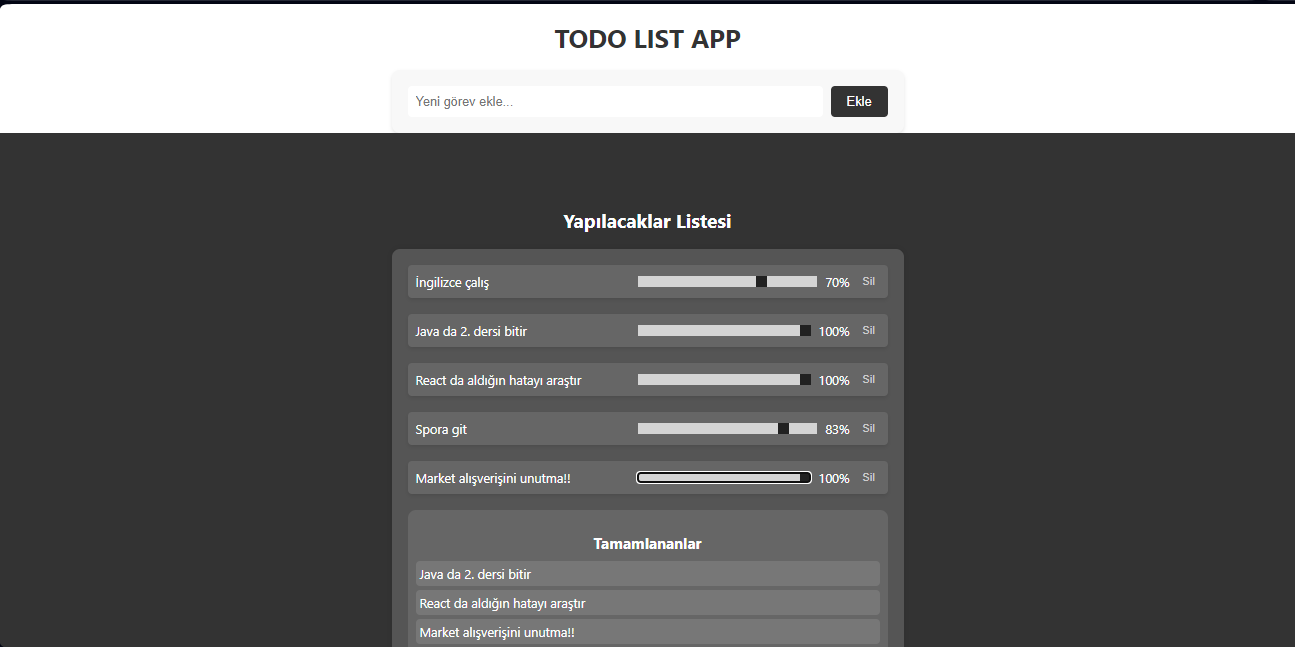 TODO LIST APP
Yeni görev ekle...
Ekle
Yapılacaklar Listesi
İngilizce çalış 70% Sil
Java da 2. dersi bitir 100% Sil
React da aldığın hatayı araştır 100% Sil
Spora git 83% Sil
Market alışverişini unutma!! 100% Sil
Tamamlananlar
Java da 2. dersi bitir
React da aldığın hatayı araştır
Market alışverişini unutma!!